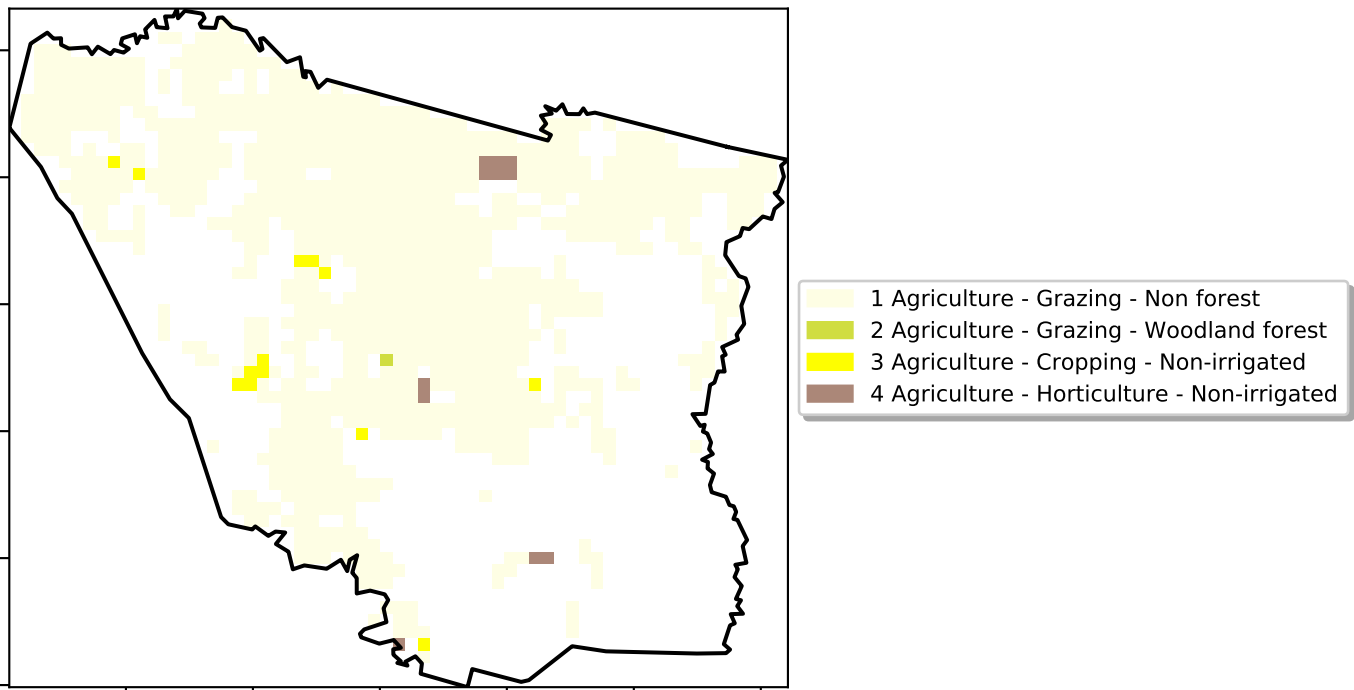 1 Agriculture - Grazing - Non forest
2 Agriculture - Grazing - Woodland forest
3 Agriculture - Cropping - Non-irrigated
4 Agriculture - Horticulture - Non-irrigated